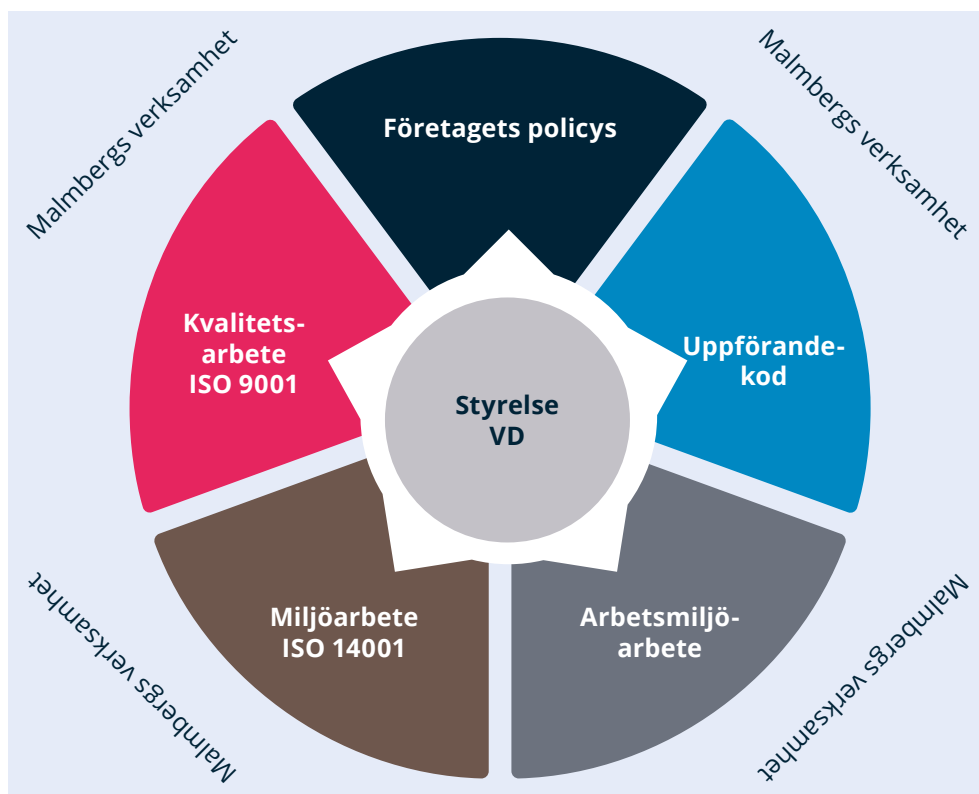 Malmbergs verksamhet
Malmbergs verksamhet
Företagets policys
Kvalitets-
arbete
ISO 9001
Uppförande-
kod
Styrelse
VD
Miljöarbete
ISO 14001
Arbetsmiljö-
arbete
Malmbergs verksamhet
Malmbergs verksamhet